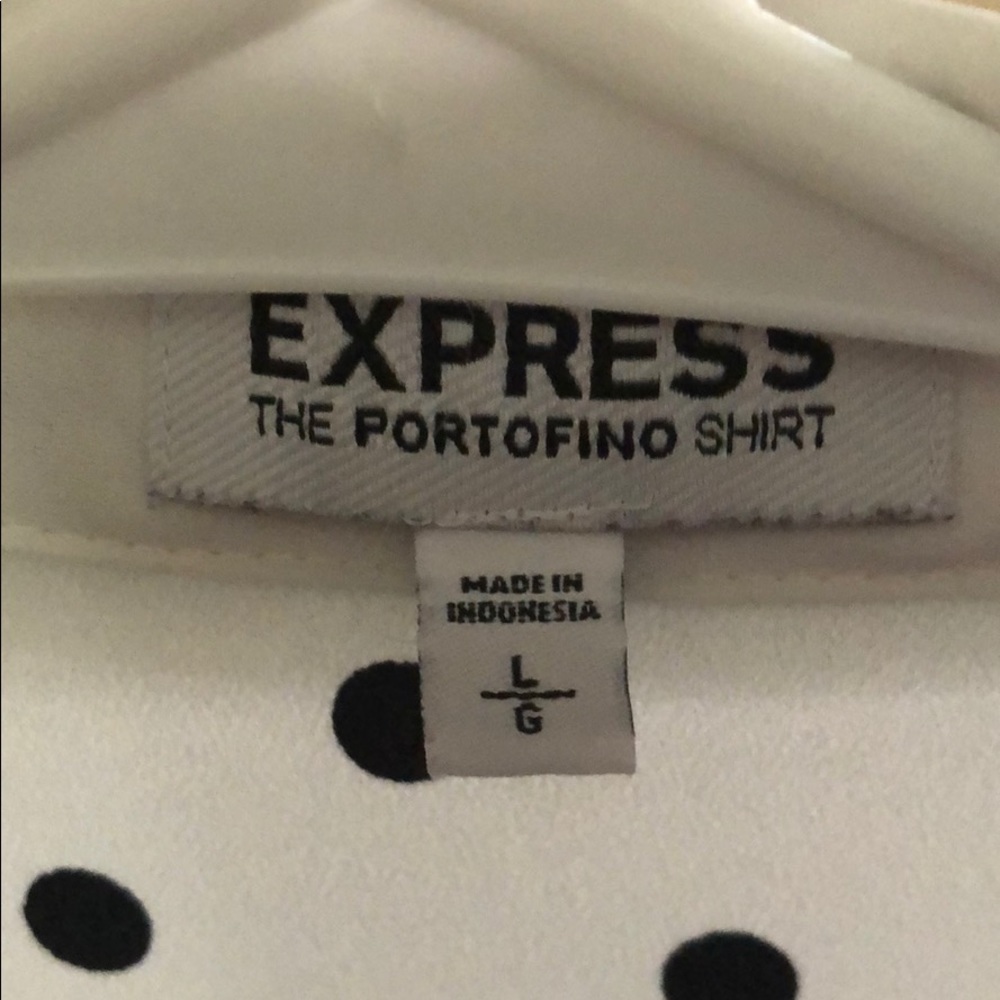 EXPRESS
THE PORTOFINO SHIRT
MADE IN
INDONESIA
L
G